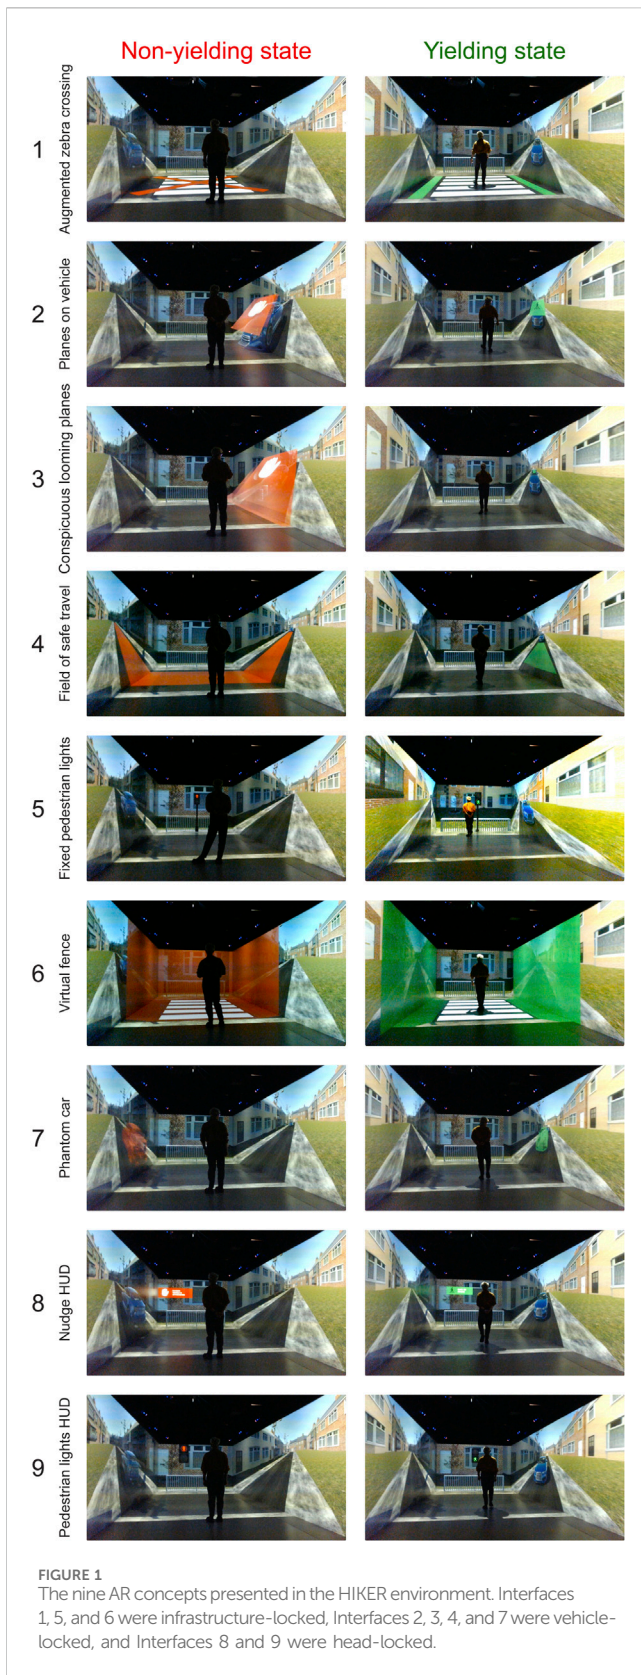 Non-yielding state
Yielding state
1
Augmented zebra crossing
2
Planes on vehicle
3
Conspicuous looming planes
4
Field of safe travel
5
Fixed pedestrian lights
6
Virtual fence
7
Phantom car
8
Nudge HUD
9
Pedestrian lights HUD
FIGURE 1
The nine AR concepts presented in the HIKER environment. Interfaces
1, 5, and 6 were infrastructure-locked, Interfaces 2, 3, 4, and 7 were vehicle-
locked, and Interfaces 8 and 9 were head-locked.